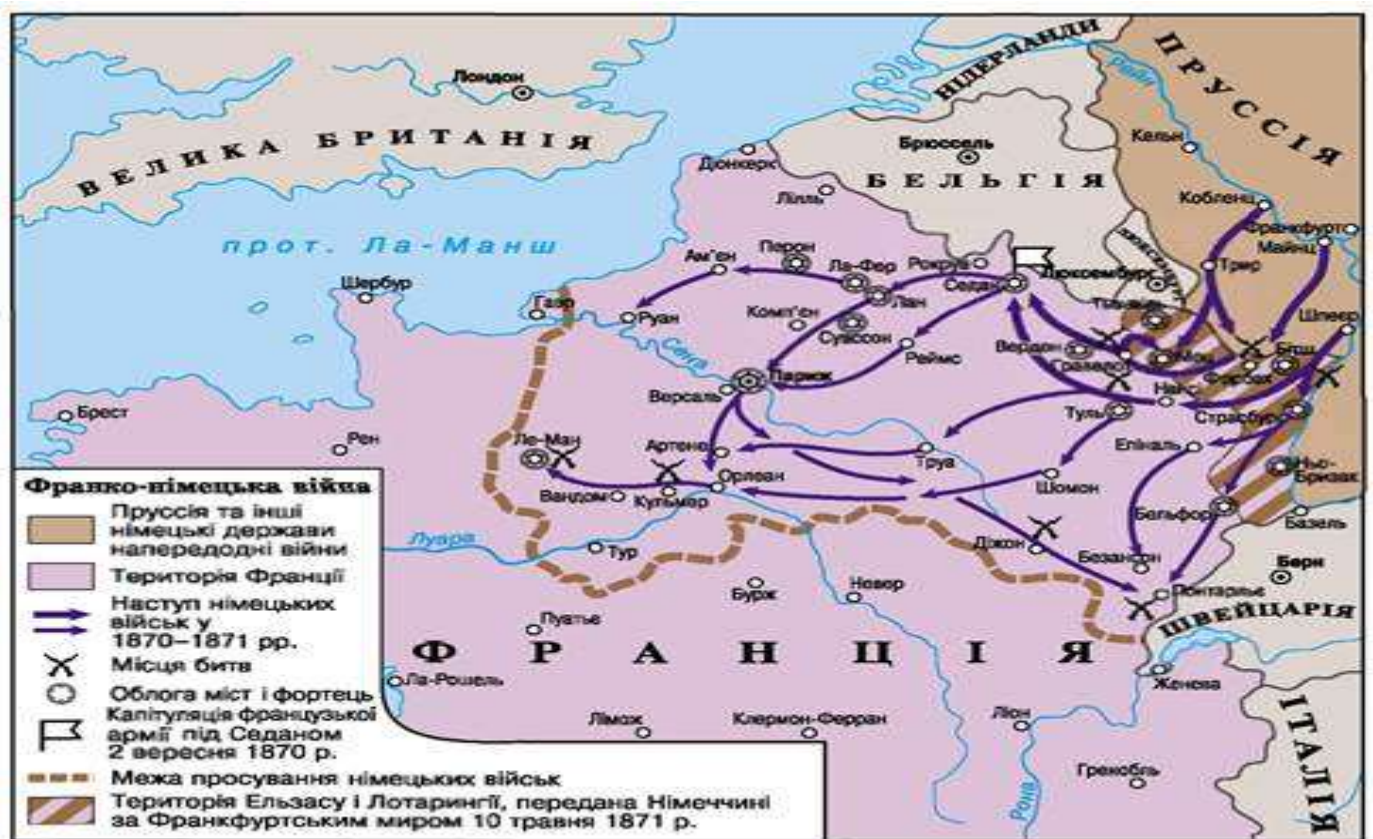 Лондон
ВЕЛИКА БРИТАНІЯ
НІДЕРЛАНДИ
ПРУССІЯ
Рейн
Кельн
Дюнкерк
Брюссель
БЕЛЬГІЯ
Лілль
Кобленц
Франкфурт
Майнц
прот. Ла-Манш
Перон
Ам'єн
Ла-Фер
Рокруа
Седан
ЛЮКСЕМБУРГ
Люксембург
Трир
Шербур
Гавр
Руан
Лан
Комп'єн
Суассон
Тіонвіль
Шпеєр
Сена
Реймс
Верден
Гравелот
Мец
Форбах
Біш
Париж
Версаль
Нансі
Брест
Туль
Страсбург
Рен
Ле-Ман
Артене
Труа
Епіналь
Ньо-
Бризак
Орлеан
Вандом
Кульмер
Шомон
Бельфор
Базель
Луара
Тур
Діжон
Безансон
Берн
Бурж
Невер
Понтарльє
ШВЕЙЦАРІЯ
Пуатьє
ФРАНЦІЯ
Ла-Рошель
Женева
Лімож
Клермон-Ферран
Ліон
ІТАЛІЯ
Гренобль
Рона
Франко-німецька війна
Пруссія та інші
німецькі держави
напередодні війни
Територія Франції
Наступ німецьких
військ у
1870–1871 рр.
Місця битв
Облога міст і фортець
Капітуляція французької
армії під Седаном
2 вересня 1870 р.
Межа просування німецьких військ
Територія Ельзасу і Лотарингії, передана Німеччині
за Франкфуртським миром 10 травня 1871 р.